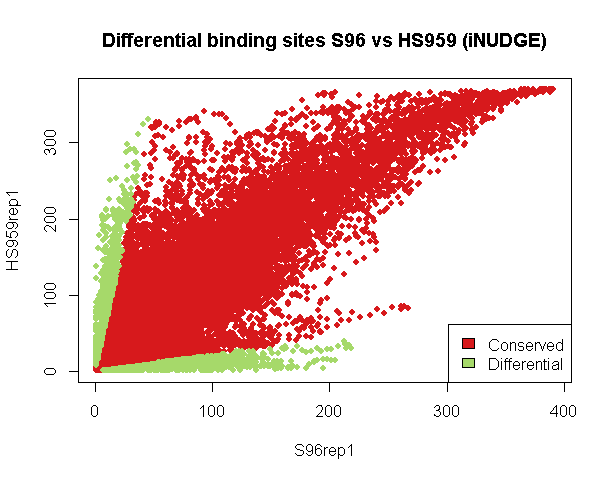 Differential binding sites S96 vs HS959 (iNUDGE)
HS959rep1
300
200
100
0
Conserved
Differential
0 100 200 300 400
S96rep1